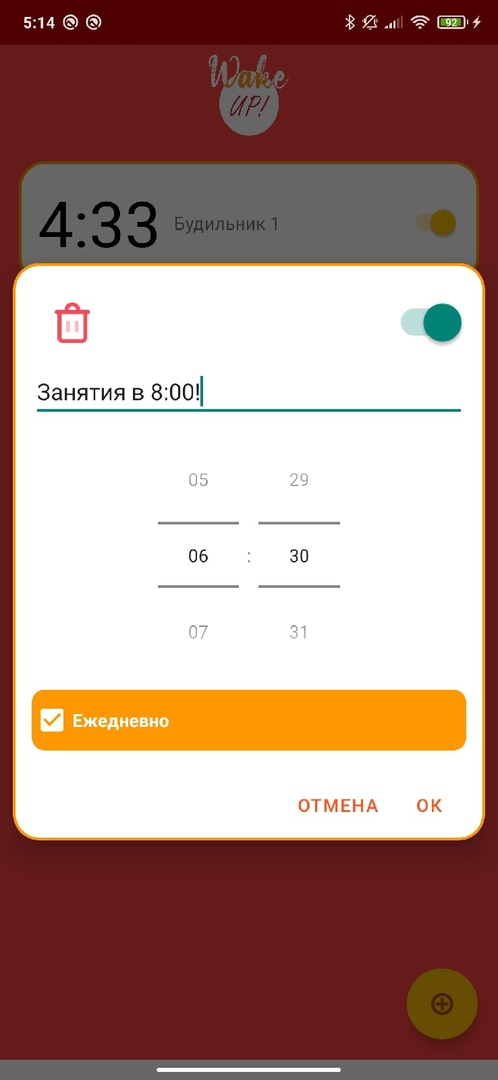 5:14 92
Wake
UP!
4:33 Будильник 1
Занятия в 8:00!
05 29
06 : 30
07 31
Ежедневно
ОТМЕНА ОК